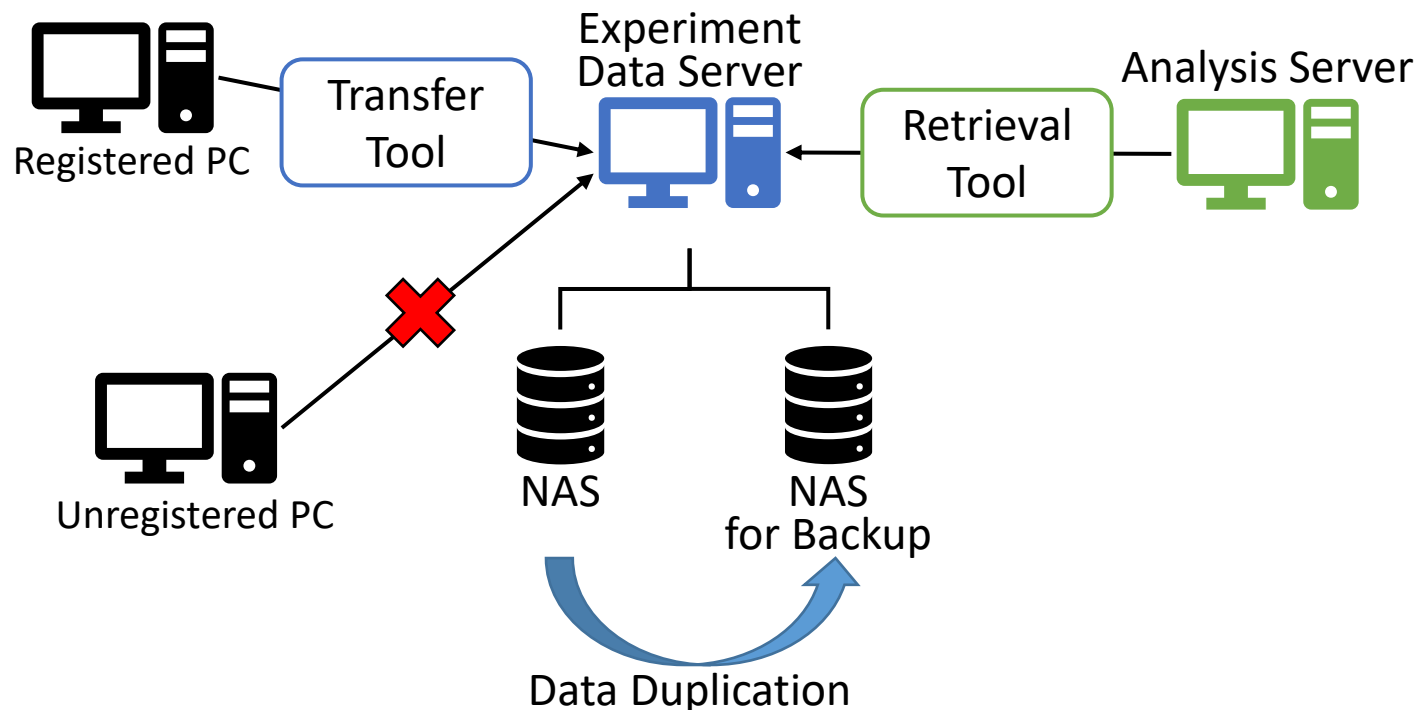 Experiment
Data Server
Analysis Server
Transfer
Tool
Retrieval
Tool
Registered PC
Unregistered PC
NAS
NAS
for Backup
Data Duplication